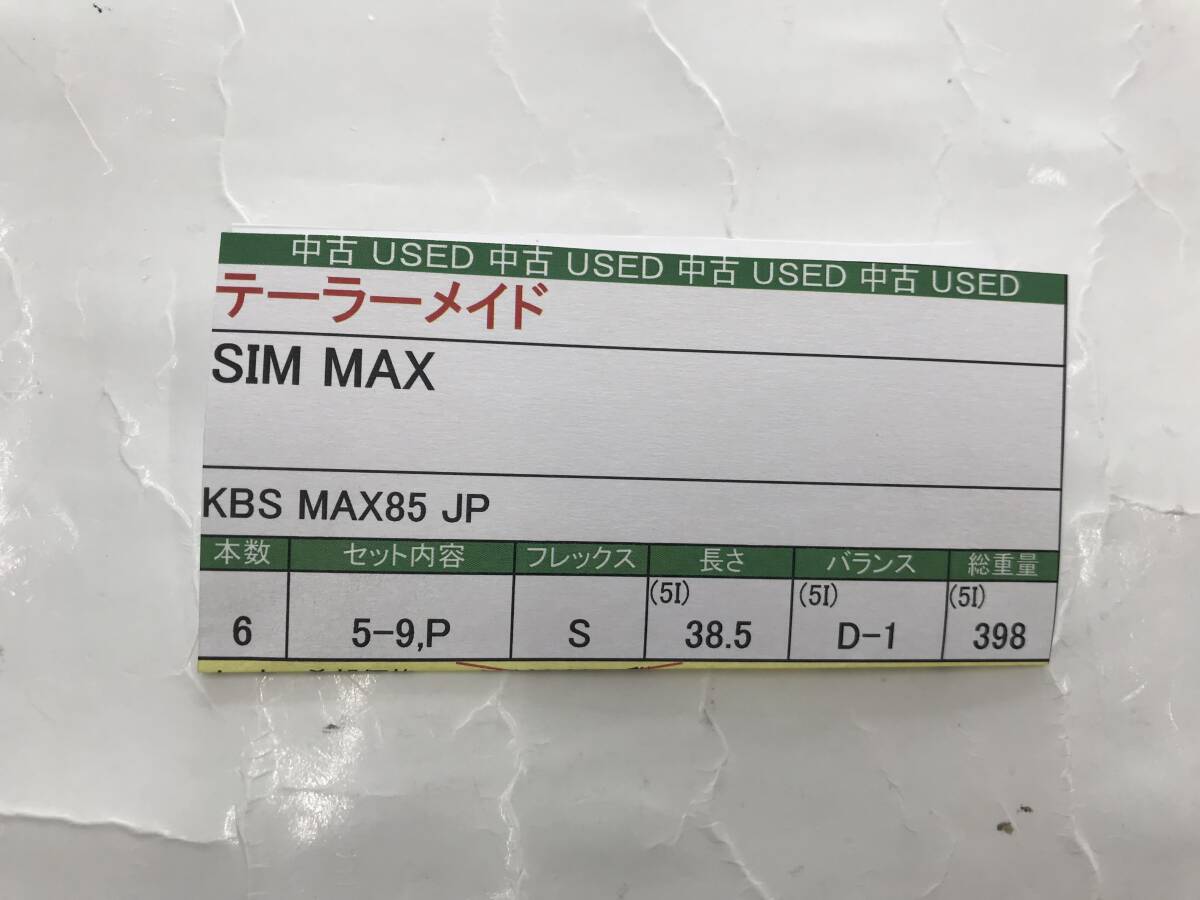 中古 USED 中古 USED 中古 USED 中古 USED
テーラーメイド
SIM MAX
KBS MAX85 JP
本数 セット内容 フレックス 長さ バランス 総重量
(5I) (5I) (5I)
6 5-9,P S 38.5 D-1 398